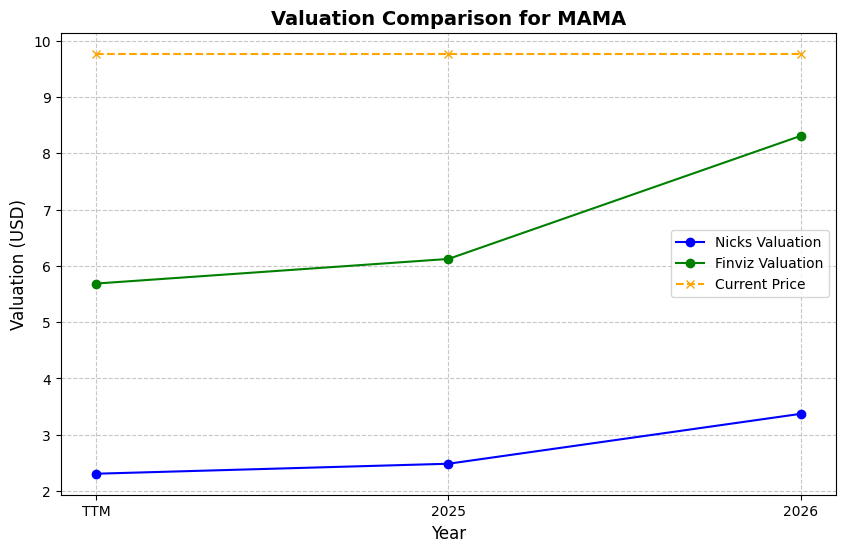 Valuation Comparison for MAMA
Valuation (USD)
10
9
8
7
6
5
4
3
2
Nicks Valuation
Finviz Valuation
Current Price
TTM
2025
2026
Year